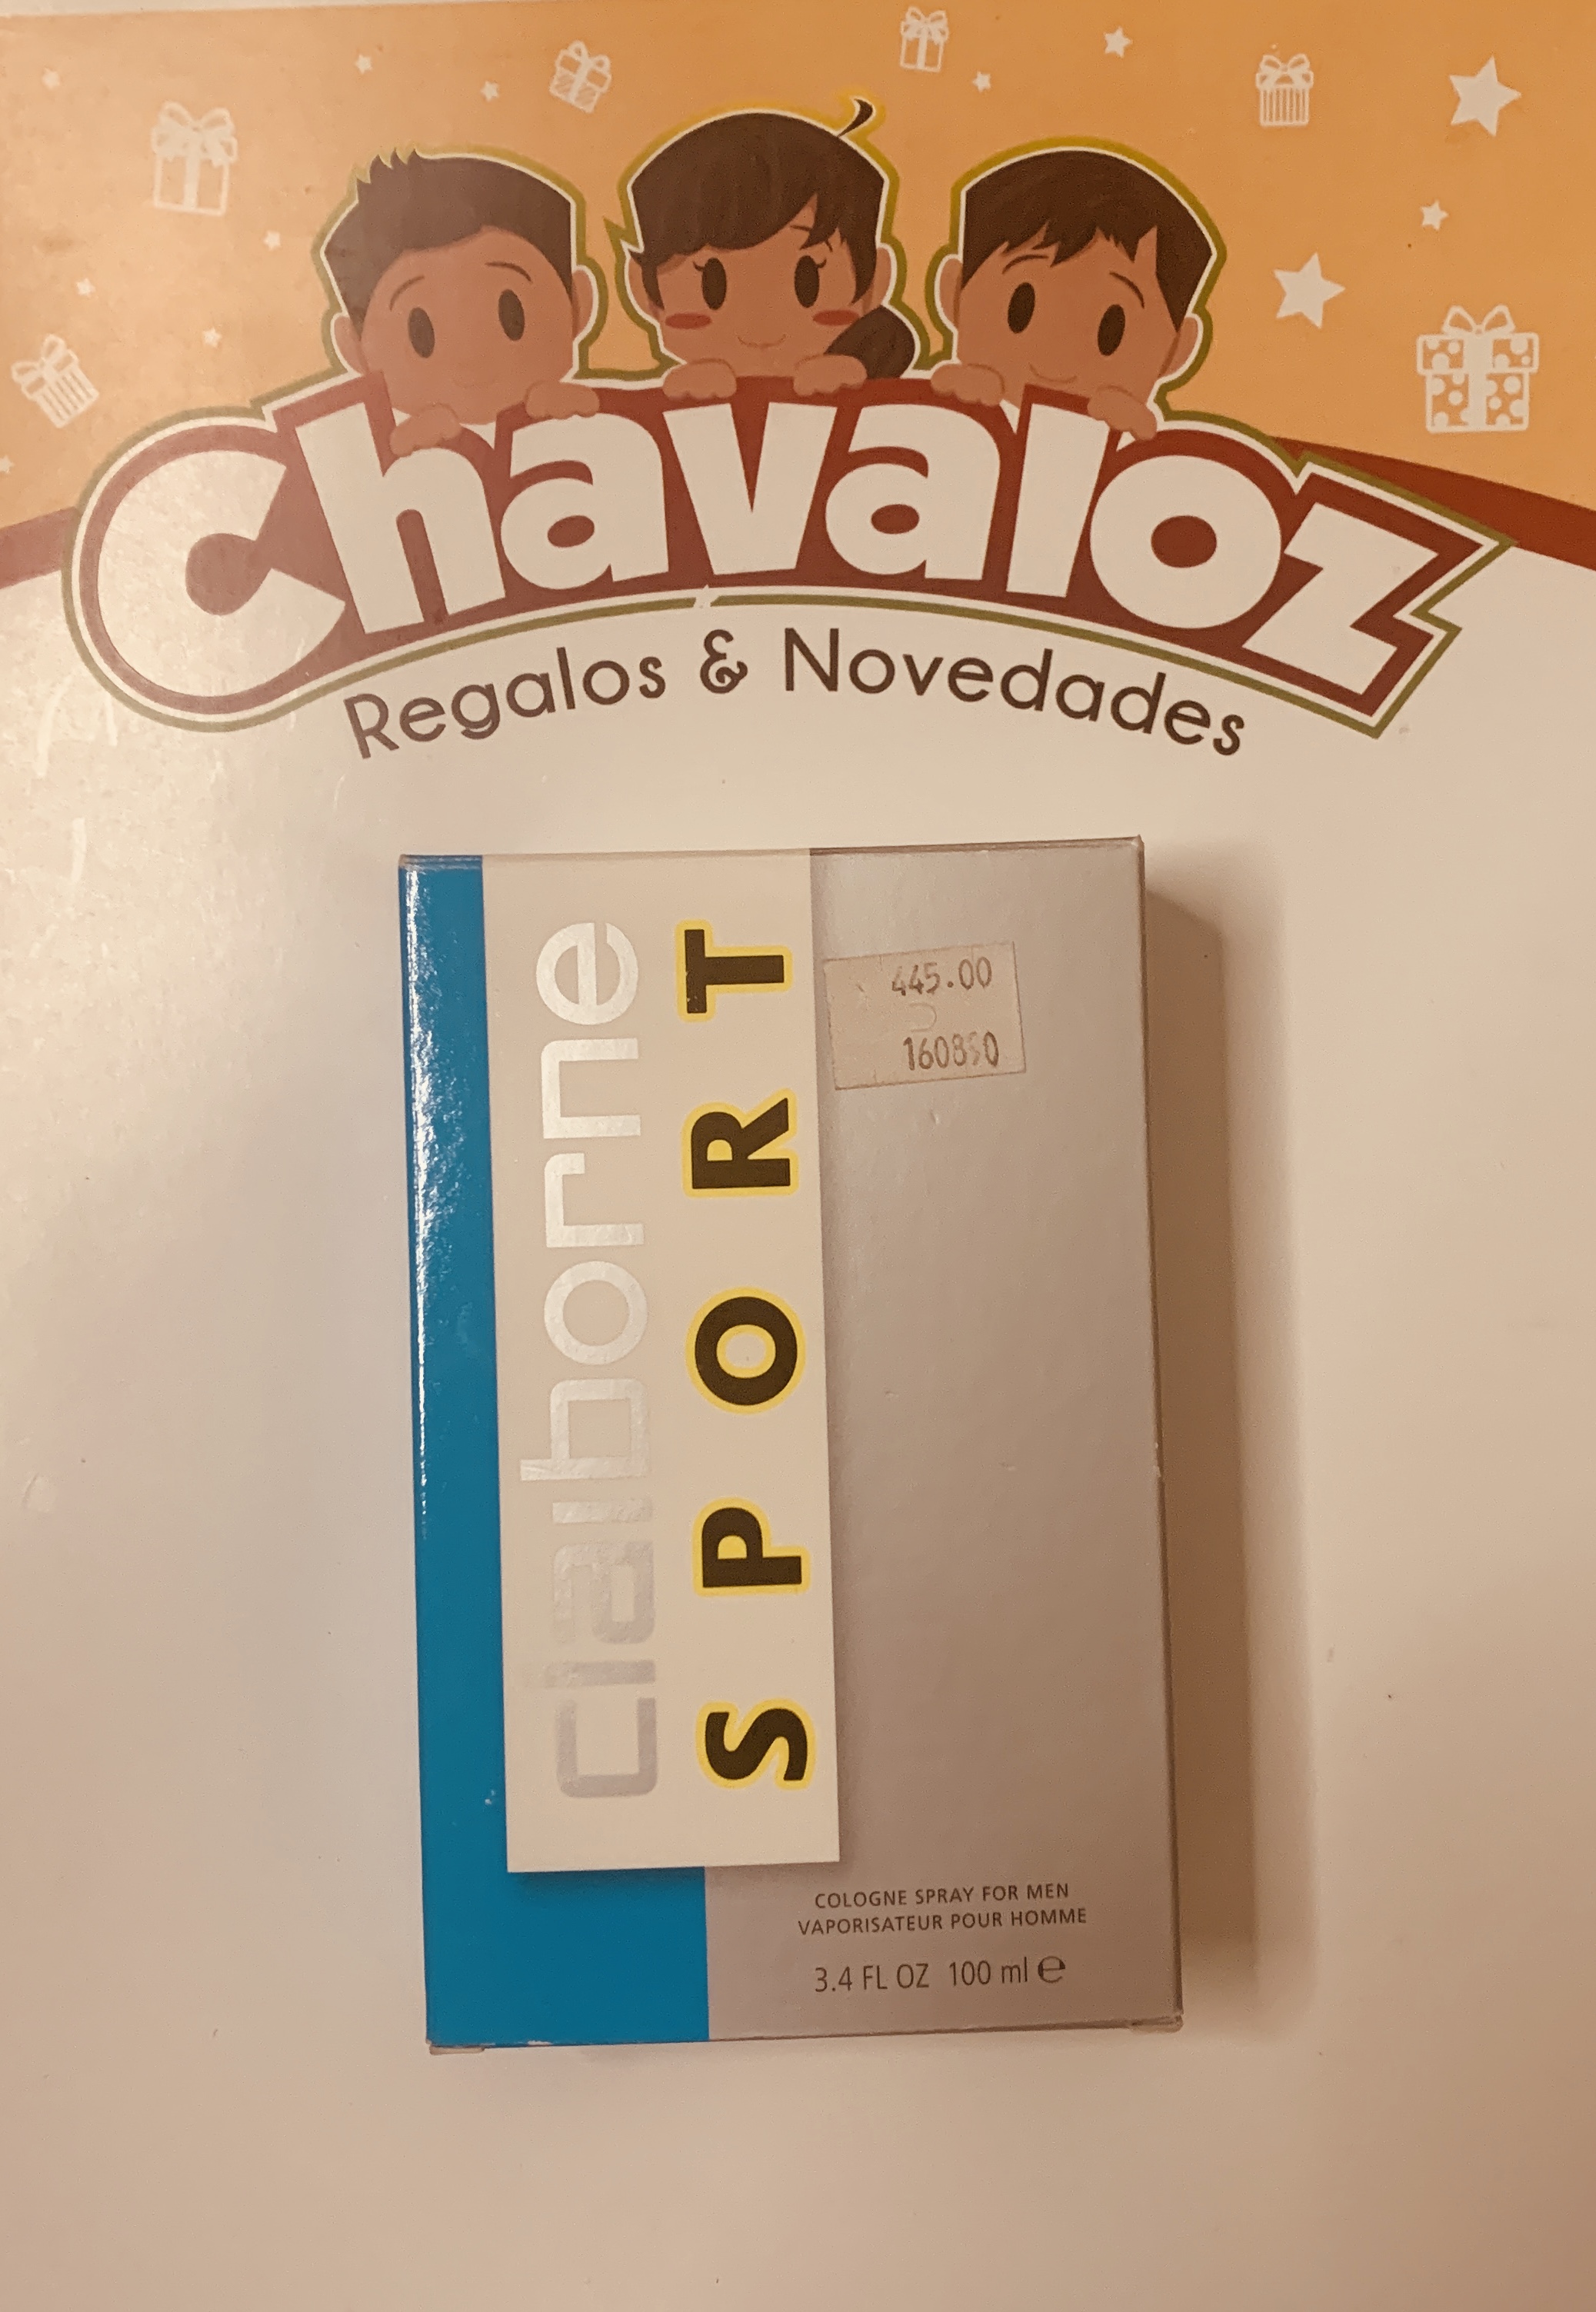 Chavaloz
Regalos & Novedades
claiborne
SPORT
445.00
COLOGNE SPRAY FOR MEN
VAPORISATEUR POUR HOMME
3.4 FL OZ 100 ml ℮